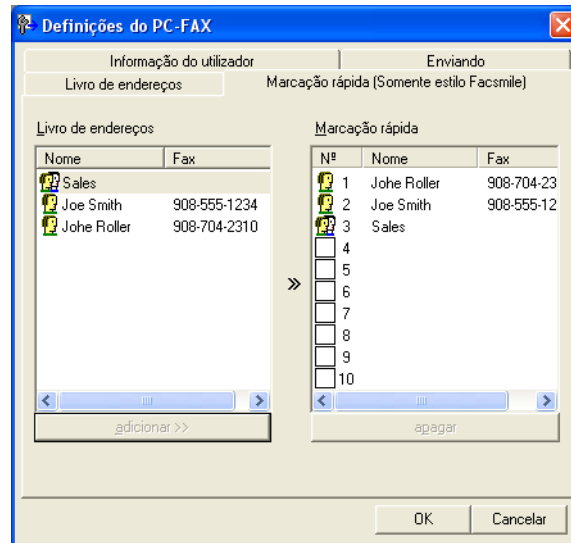 Definições do PC-FAX
Informação do utilizador Enviando
Livro de endereços Marcação rápida (Somente estilo Facsmile)
Livro de endereços Marcação rápida
Nome Fax Nº Nome Fax
Sales 1 Johe Roller 908-704-23
Joe Smith 908-555-1234 2 Joe Smith 908-555-12
Johe Roller 908-704-2310 3 Sales
4
5
6
»
7
8
9
10
adicionar >> apagar
OK Cancelar